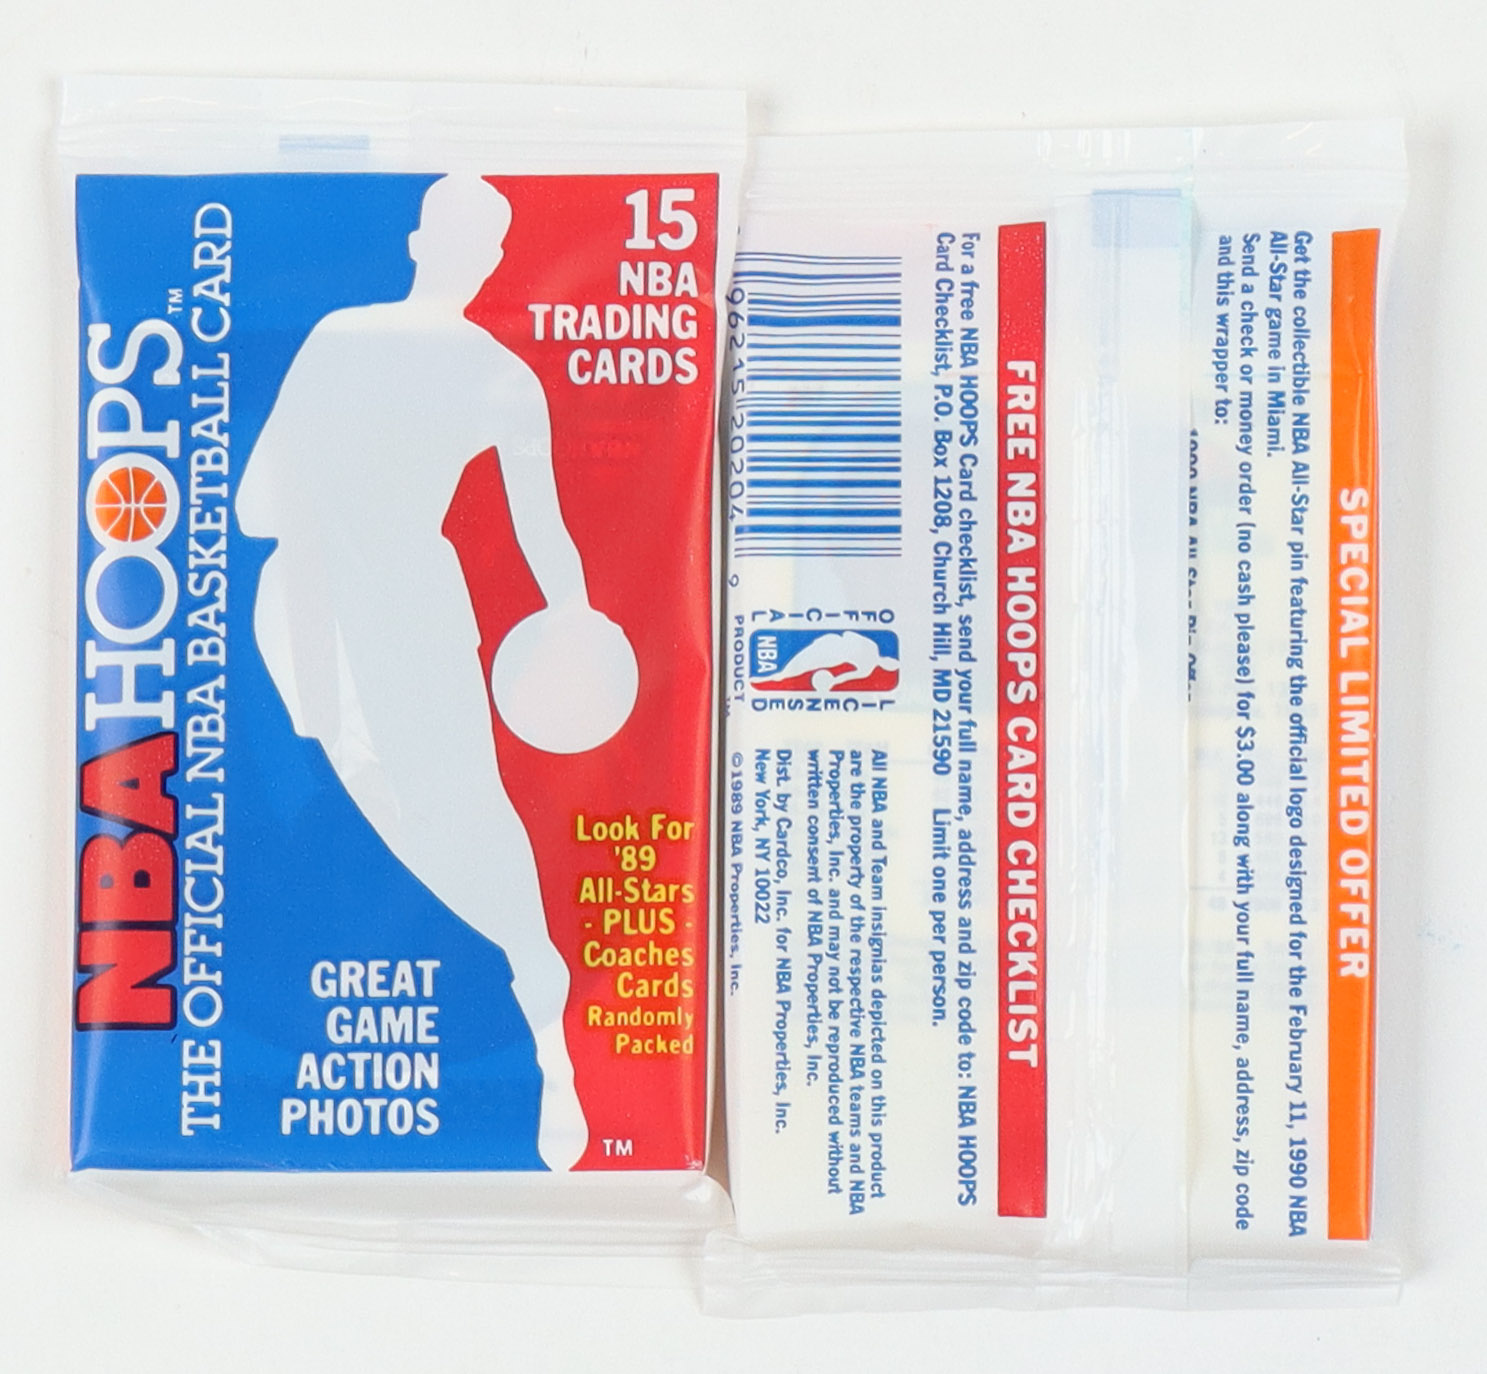 15
NBA
TRADING
CARDS
NBA HOOPS™
THE OFFICIAL NBA BASKETBALL CARD
Look For
'89
All-Stars
- PLUS -
Coaches
Cards
Randomly
Packed
GREAT
GAME
ACTION
PHOTOS
TM
SPECIAL LIMITED OFFER
Get the collectible NBA All-Star pin featuring the official logo designed for the February 11, 1990 NBA
All-Star game in Miami.
Send a check or money order (no cash please) for $3.00 along with your full name, address, zip code
and this wrapper to:
FREE NBA HOOPS CARD CHECKLIST
For a free NBA HOOPS Card checklist, send your full name, address and zip code to: NBA HOOPS
Card Checklist, P.O. Box 1208, Church Hill, MD 21590 Limit one per person.
OFFICIAL
NBA
LICENSED
PRODUCT™
All NBA and Team insignias depicted on this product
are the property of the respective NBA teams and NBA
Properties, Inc. and may not be reproduced without
written consent of NBA Properties, Inc.
Dist. by Cardco, Inc. for NBA Properties, Inc.
New York, NY 10022
©1989 NBA Properties, Inc.
96215 20204 9